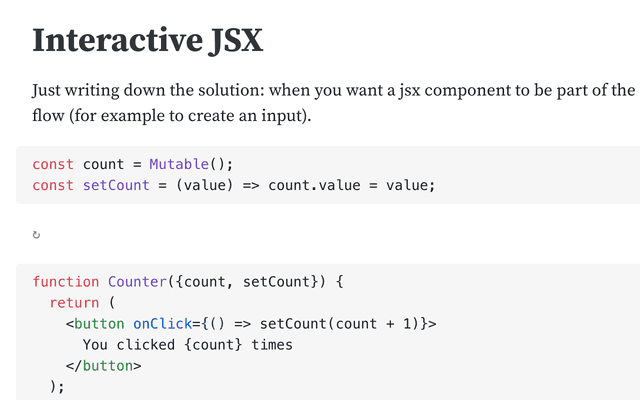 Interactive JSX
Just writing down the solution: when you want a jsx component to be part of the
flow (for example to create an input).
const count = Mutable();
const setCount = (value) => count.value = value;
↻
function Counter({count, setCount}) {
  return (
    <button onClick={() => setCount(count + 1)}>
      You clicked {count} times
    </button>
  );